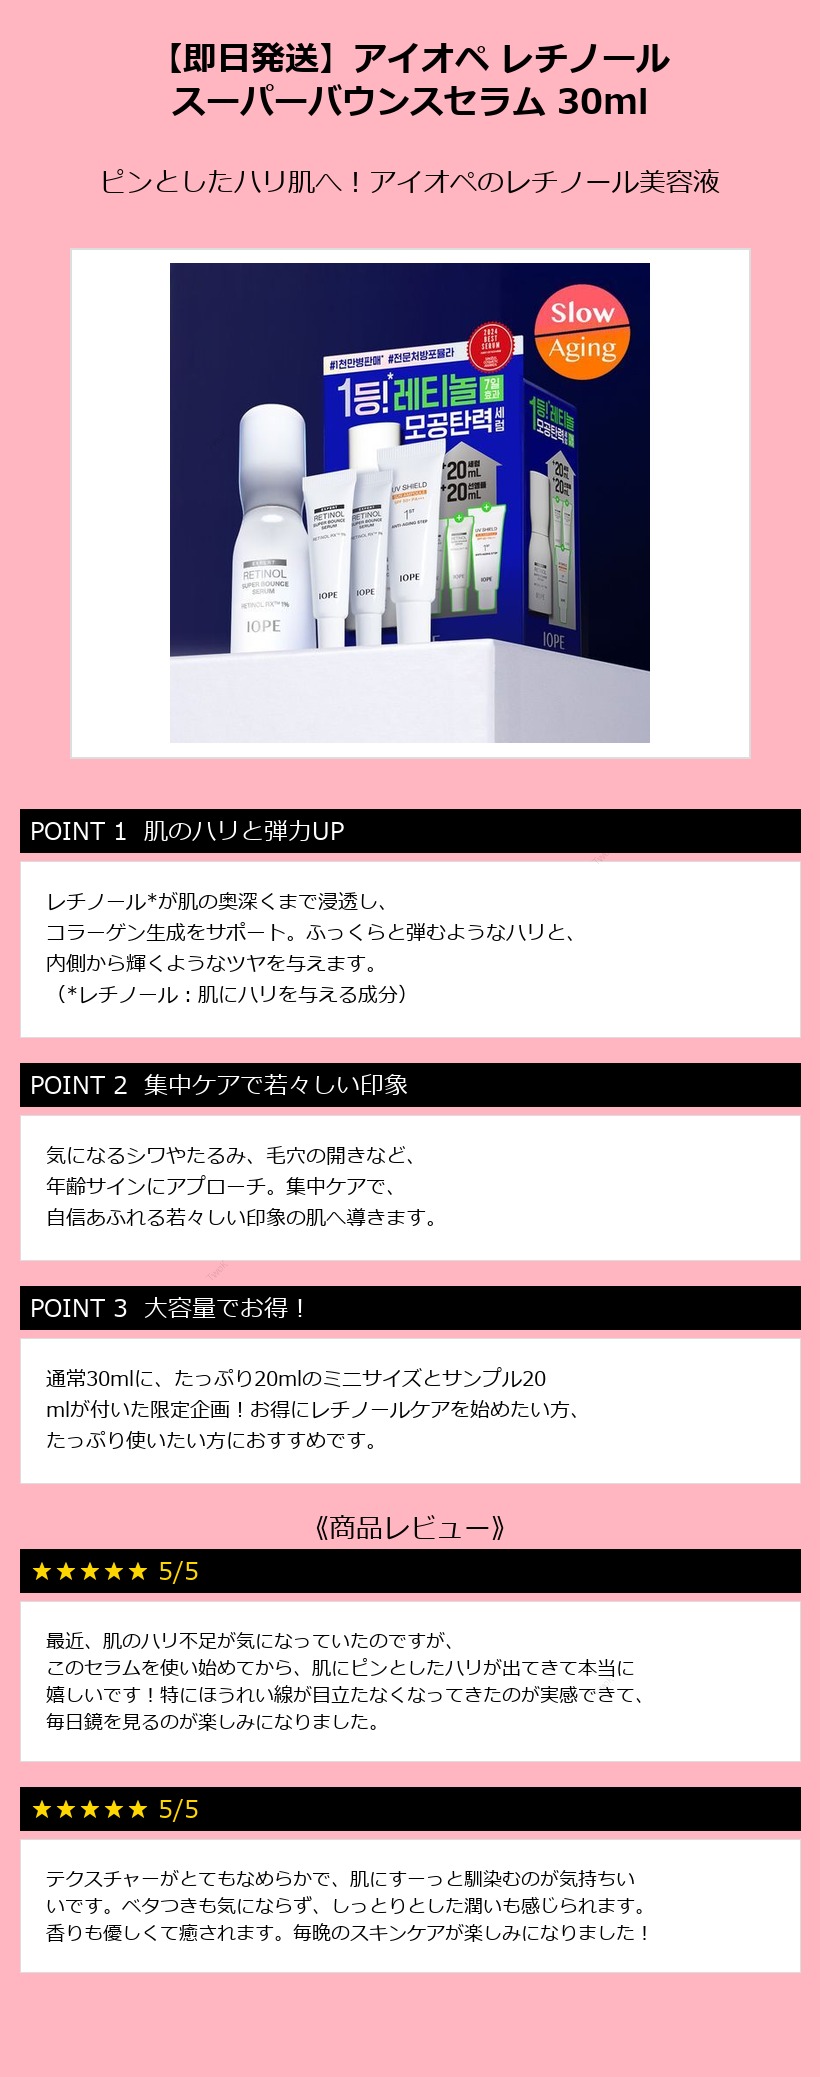 【即日発送】アイオペ レチノール
スーパーバウンスセラム 30ml
ピンとしたハリ肌へ！アイオペのレチノール美容液
Slow
Aging
#1천만병판매* #전문처방포뮬라
2024
BEST
SERUM
1등!*레티놀
7일
효과
모공탄력
세럼
1등!레티놀
모공탄력
+20mL 세럼
+20mL 선앰플
UV SHIELD
SUN AMPOULE
1ST
ANTI-AGING STEP
IOPE
EXPERT
RETINOL
SUPER BOUNCE
SERUM
IOPE
EXPERT
RETINOL
SUPER BOUNCE
SERUM
IOPE
EXPERT
RETINOL
SUPER BOUNCE
SERUM
RETINOL RX™ 1%
IOPE
IOPE
POINT 1 肌のハリと弾力UP
レチノール*が肌の奥深くまで浸透し、
コラーゲン生成をサポート。ふっくらと弾むようなハリと、
内側から輝くようなツヤを与えます。
（*レチノール：肌にハリを与える成分）
POINT 2 集中ケアで若々しい印象
気になるシワやたるみ、毛穴の開きなど、
年齢サインにアプローチ。集中ケアで、
自信あふれる若々しい印象の肌へ導きます。
POINT 3 大容量でお得！
通常30mlに、たっぷり20mlのミニサイズとサンプル20
mlが付いた限定企画！お得にレチノールケアを始めたい方、
たっぷり使いたい方におすすめです。
《商品レビュー》
★★★★★ 5/5
最近、肌のハリ不足が気になっていたのですが、
このセラムを使い始めてから、肌にピンとしたハリが出てきて本当に
嬉しいです！特にほうれい線が目立たなくなってきたのが実感できて、
毎日鏡を見るのが楽しみになりました。
★★★★★ 5/5
テクスチャーがとてもなめらかで、肌にすーっと馴染むのが気持ちい
いです。ベタつきも気にならず、しっとりとした潤いも感じられます。
香りも優しくて癒されます。毎晩のスキンケアが楽しみになりました！